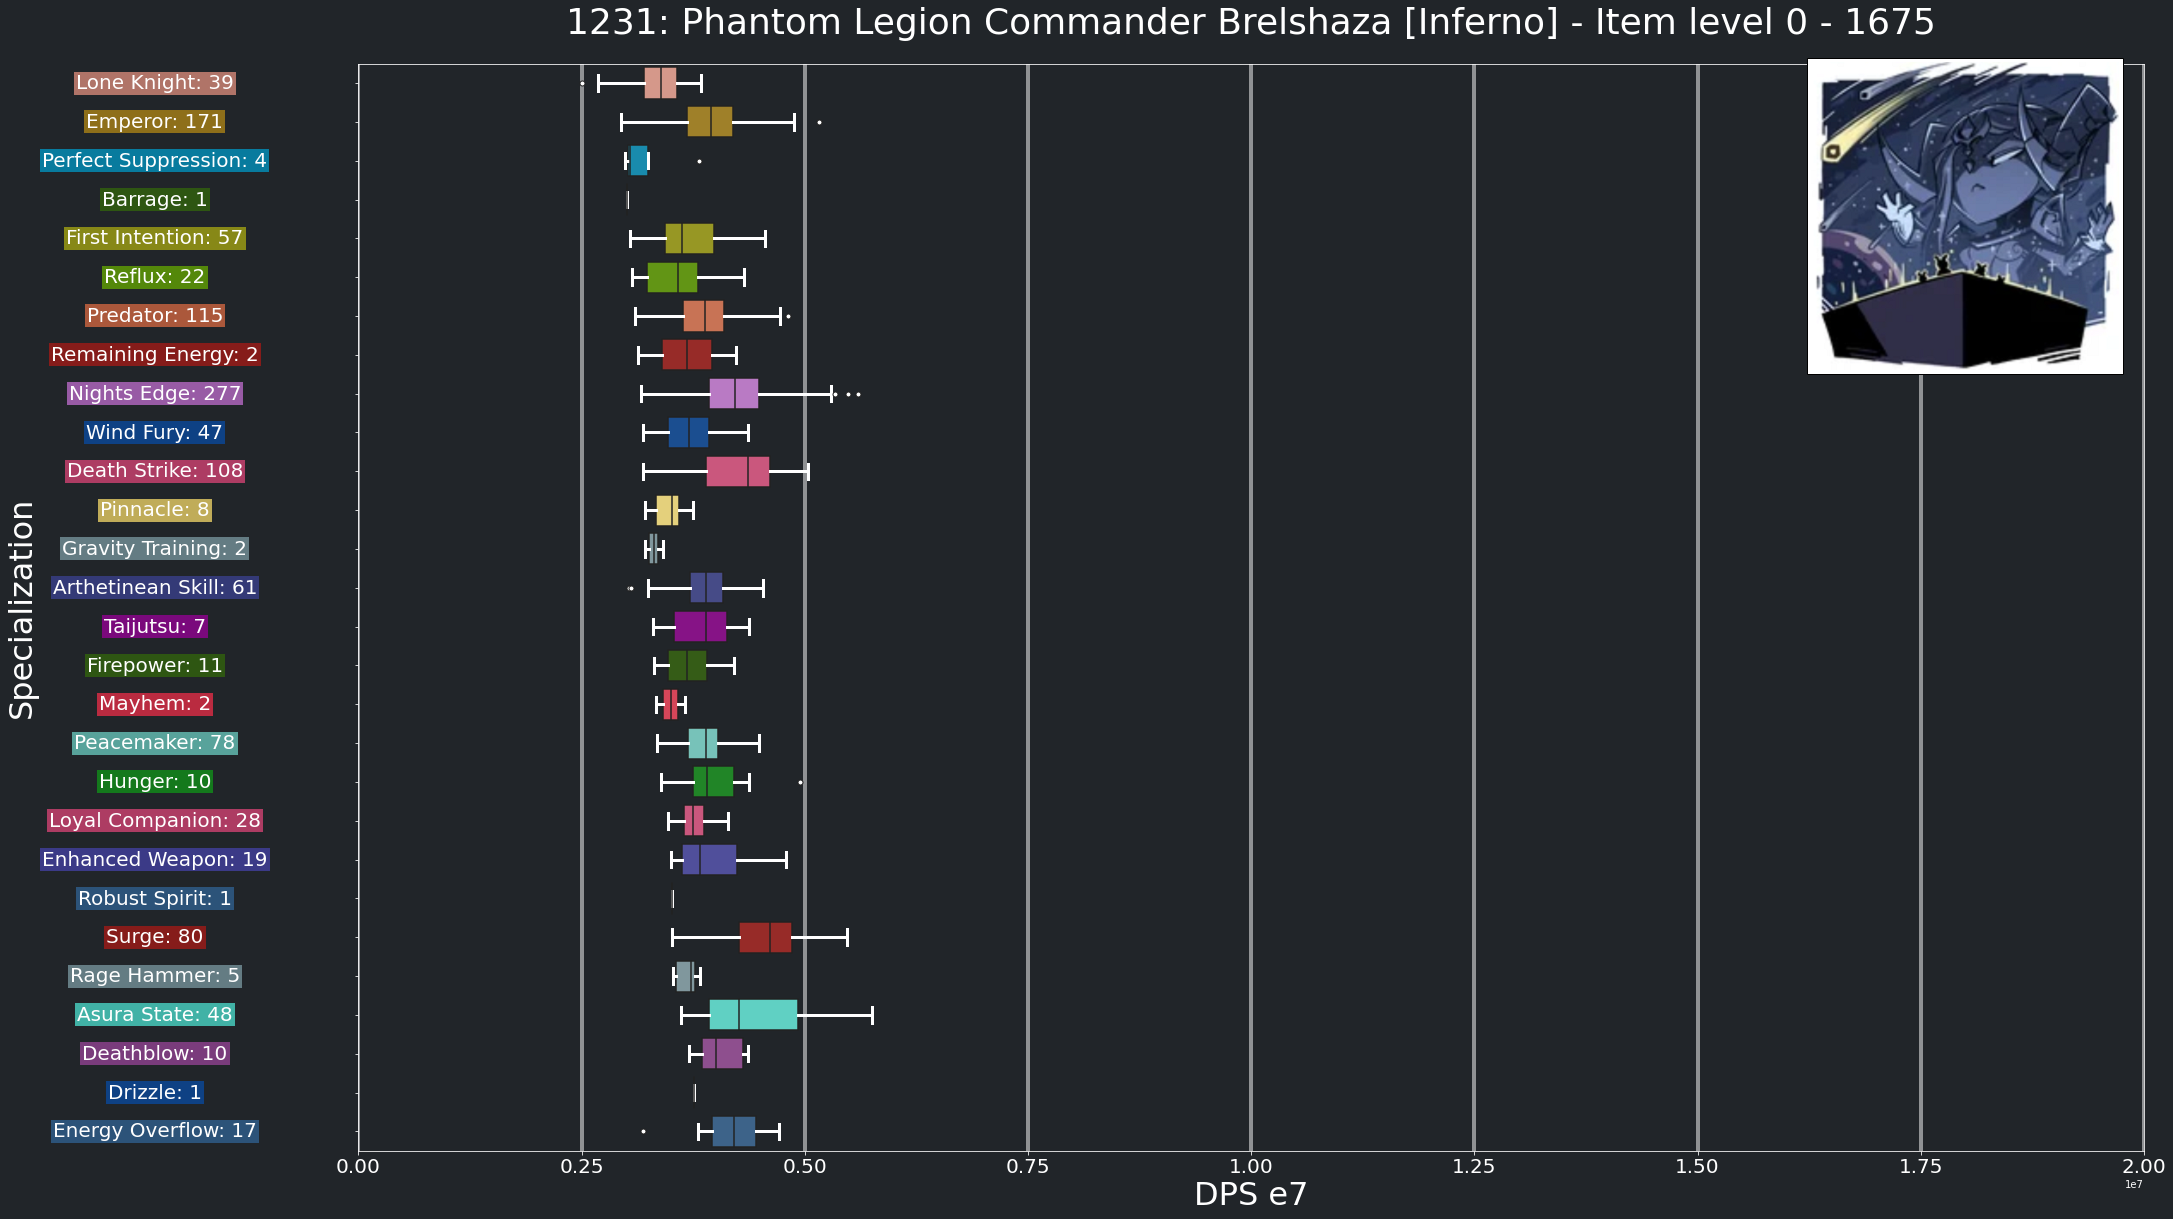 1231: Phantom Legion Commander Brelshaza [Inferno] - Item level 0 - 1675
Specialization
Lone Knight: 39
Emperor: 171
Perfect Suppression: 4
Barrage: 1
First Intention: 57
Reflux: 22
Predator: 115
Remaining Energy: 2
Nights Edge: 277
Wind Fury: 47
Death Strike: 108
Pinnacle: 8
Gravity Training: 2
Arthetinean Skill: 61
Taijutsu: 7
Firepower: 11
Mayhem: 2
Peacemaker: 78
Hunger: 10
Loyal Companion: 28
Enhanced Weapon: 19
Robust Spirit: 1
Surge: 80
Rage Hammer: 5
Asura State: 48
Deathblow: 10
Drizzle: 1
Energy Overflow: 17
0.00 0.25 0.50 0.75 1.00 1.25 1.50 1.75 2.00
1e7
DPS e7